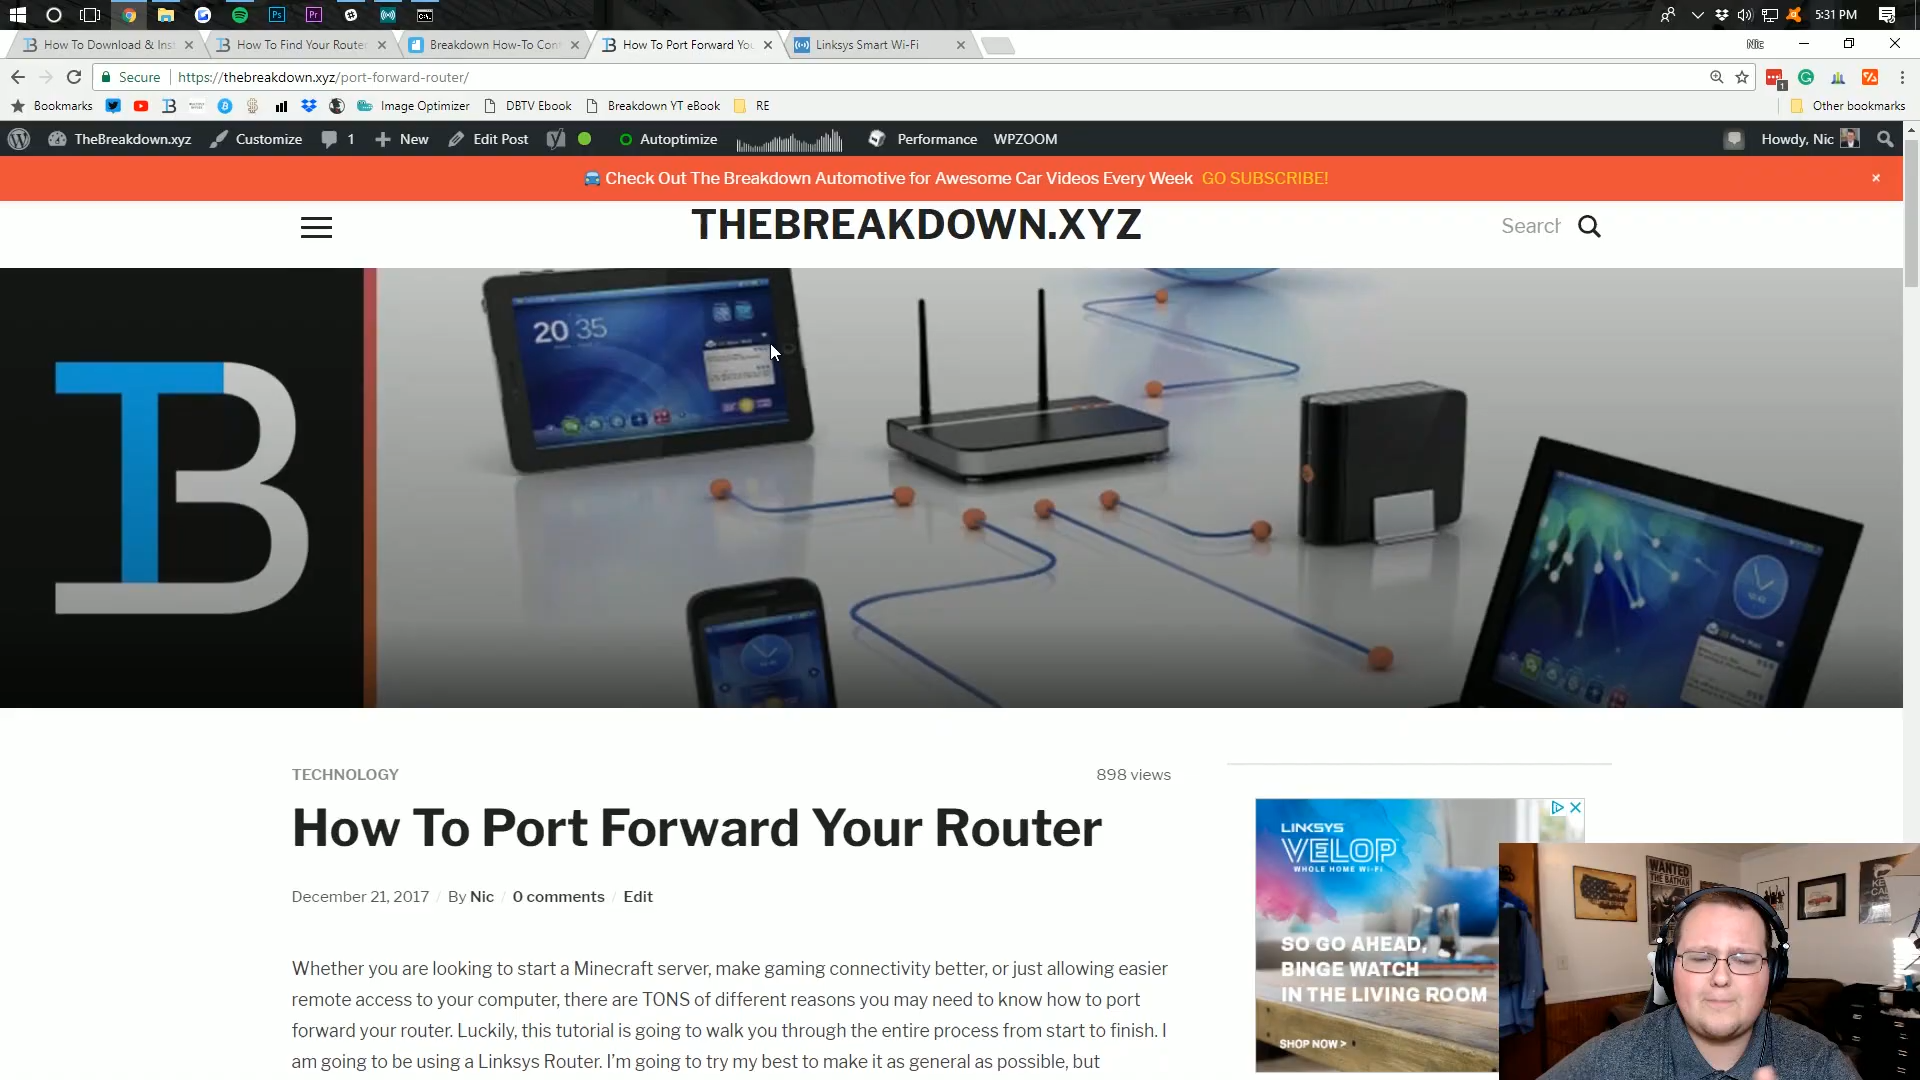 5:31 PM
How To Download & Inst
How To Find Your Router
Breakdown How-To Con
How To Port Forward You
Linksys Smart Wi-Fi
Nic
Secure
https://thebreakdown.xyz/port-forward-router/
Bookmarks
Image Optimizer
DBTV Ebook
Breakdown YT eBook
RE
Other bookmarks
TheBreakdown.xyz
Customize
1
New
Edit Post
Autoptimize
Performance
WPZOOM
Howdy, Nic
Check Out The Breakdown Automotive for Awesome Car Videos Every Week GO SUBSCRIBE!
THEBREAKDOWN.XYZ
Search
20 35
TB
TECHNOLOGY
898 views
How To Port Forward Your Router
December 21, 2017 / By Nic / 0 comments / Edit
Whether you are looking to start a Minecraft server, make gaming connectivity better, or just allowing easier
remote access to your computer, there are TONS of different reasons you may need to know how to port
forward your router. Luckily, this tutorial is going to walk you through the entire process from start to finish. I
am going to be using a Linksys Router. I'm going to try my best to make it as general as possible, but
LINKSYS
VELOP
WHOLE HOME WI-FI
SO GO AHEAD,
BINGE WATCH
IN THE LIVING ROOM
SHOP NOW >
WANTED
THE BATMAN